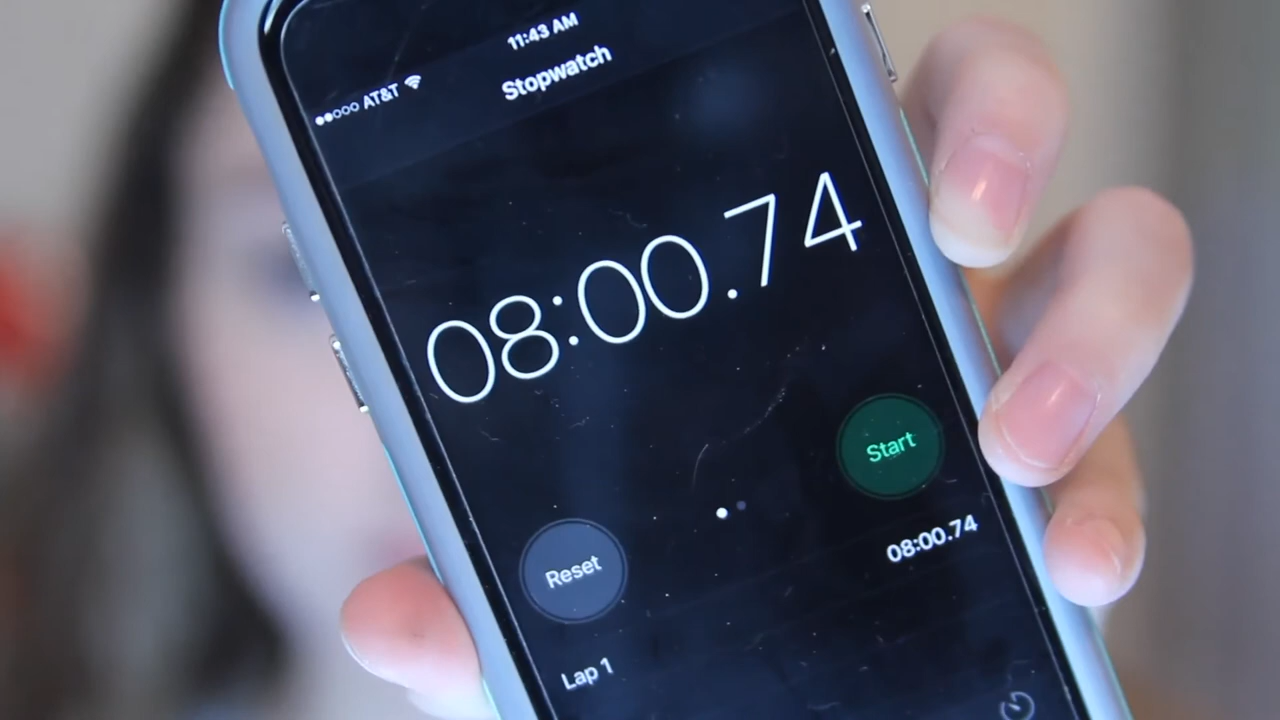 11:43 AM
AT&T
Stopwatch
08:00.74
Start
Reset
08:00.74
Lap 1